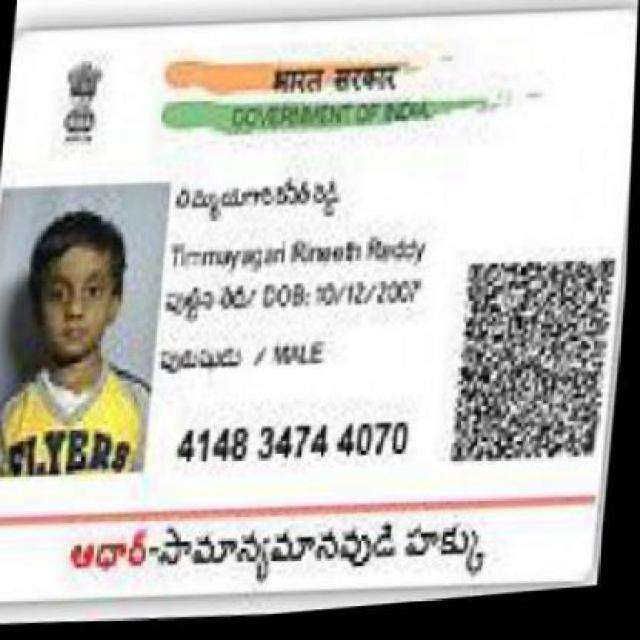 भारत सरकार
GOVERNMENT OF INDIA
Timmayagari Rineeth Reddy
పుట్టిన తేదీ/ DOB: 10/12/2007
పురుషుడు / MALE
FLYERS
4148 3474 4070
ఆధార్-సామాన్యమానవుడి హక్కు